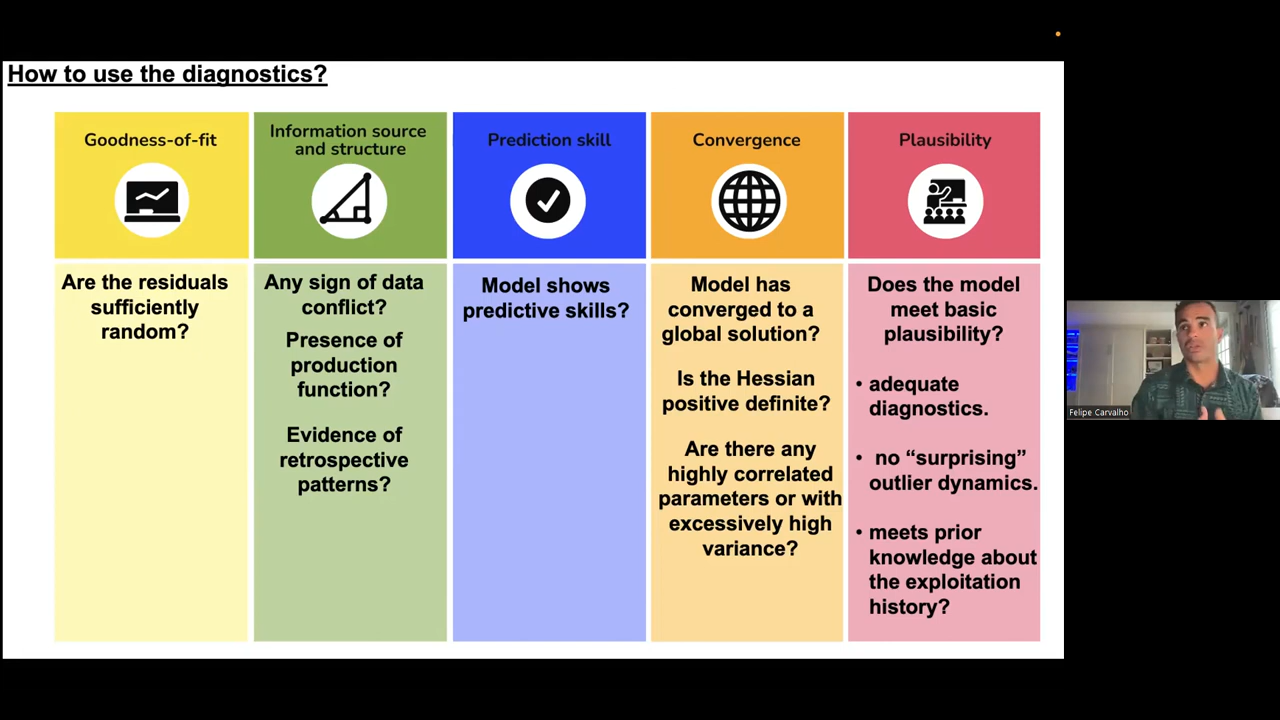 How to use the diagnostics?
Goodness-of-fit
Are the residuals
sufficiently
random?
Information source
and structure
Any sign of data
conflict?
Presence of
production
function?
Evidence of
retrospective
patterns?
Prediction skill
Model shows
predictive skills?
Convergence
Model has
converged to a
global solution?
Is the Hessian
positive definite?
Are there any
highly correlated
parameters or with
excessively high
variance?
Plausibility
Does the model
meet basic
plausibility?
• adequate
diagnostics.
• no “surprising”
outlier dynamics.
• meets prior
knowledge about
the exploitation
history?
Felipe Carvalho